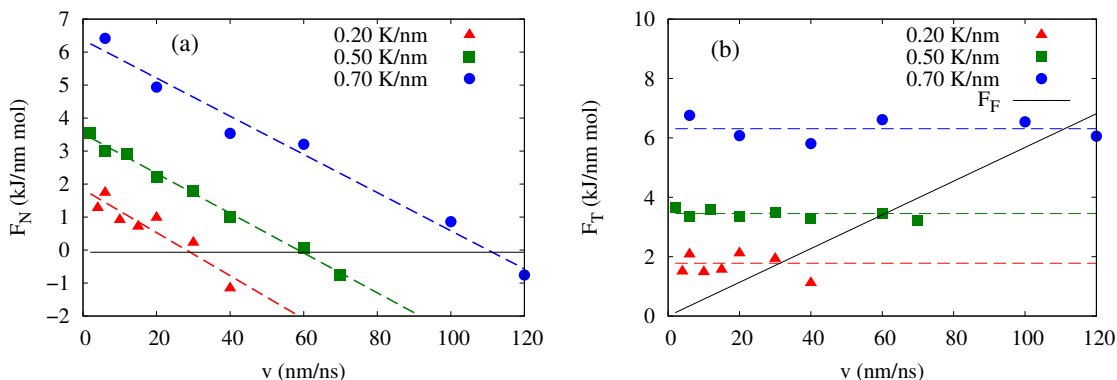 (a)
0.20 K/nm
0.50 K/nm
0.70 K/nm
7
6
5
4
3
2
1
0
−1
−2
F_N (kJ/nm mol)
0 20 40 60 80 100 120
v (nm/ns)
(b)
0.20 K/nm
0.50 K/nm
0.70 K/nm
F_F
10
8
6
4
2
0
F_T (kJ/nm mol)
0 20 40 60 80 100 120
v (nm/ns)